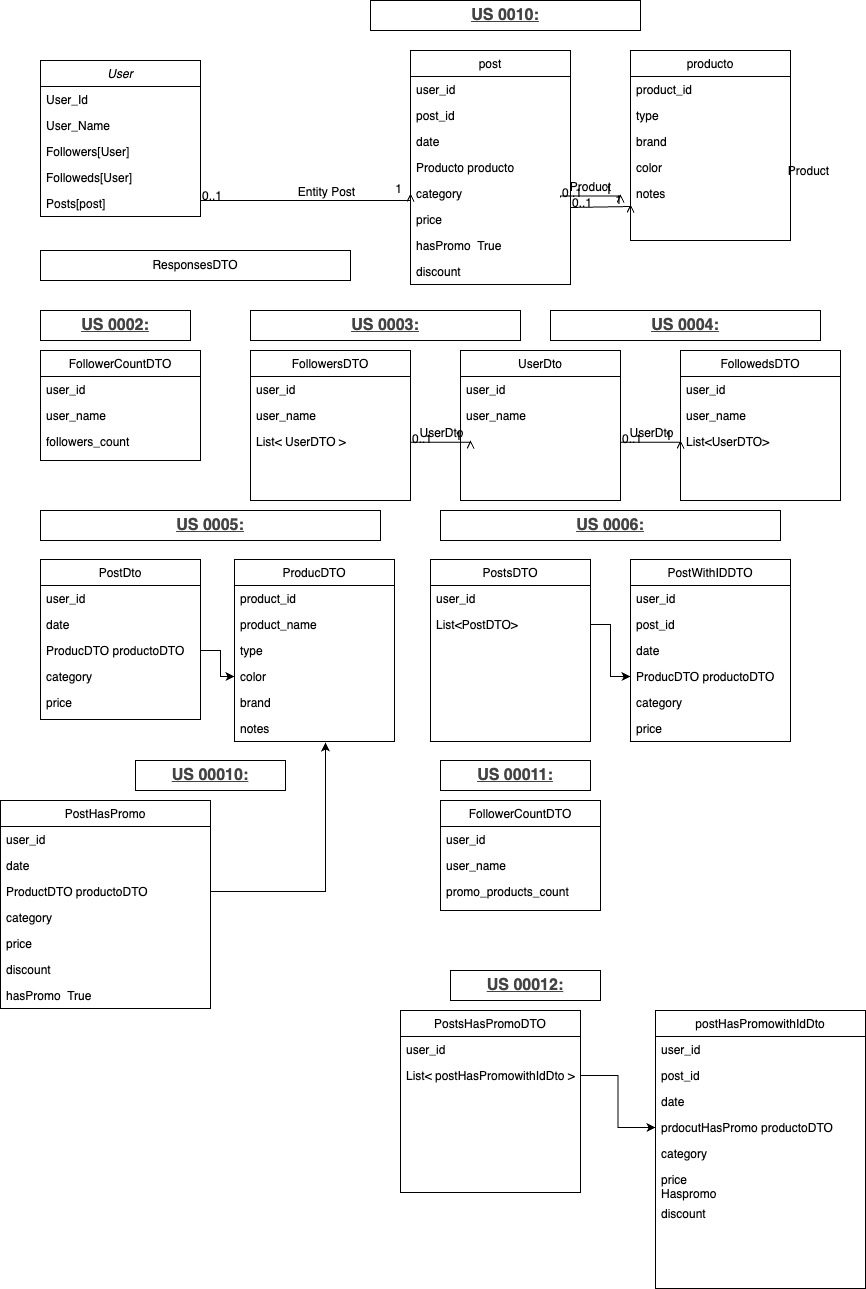 US 0010:
User
User_Id
User_Name
Followers[User]
Followeds[User]
Posts[post]
0..1
Entity Post
1
post
user_id
post_id
date
Producto producto
category
price
hasPromo  True
discount
0..1
Product
1
0..1
1
producto
product_id
type
brand
color
notes
Product
ResponsesDTO
US 0002:
FollowerCountDTO
user_id
user_name
followers_count
US 0003:
FollowersDTO
user_id
user_name
List< UserDTO >
0..1
UserDto
1
UserDto
user_id
user_name
US 0004:
0..1
UserDto
1
FollowedsDTO
user_id
user_name
List<UserDTO>
US 0005:
PostDto
user_id
date
ProducDTO productoDTO
category
price
ProducDTO
product_id
product_name
type
color
brand
notes
US 0006:
PostsDTO
user_id
List<PostDTO>
PostWithIDDTO
user_id
post_id
date
ProducDTO productoDTO
category
price
US 00010:
PostHasPromo
user_id
date
ProductDTO productoDTO
category
price
discount
hasPromo  True
US 00011:
FollowerCountDTO
user_id
user_name
promo_products_count
US 00012:
PostsHasPromoDTO
user_id
List< postHasPromowithIdDto >
postHasPromowithIdDto
user_id
post_id
date
prdocutHasPromo productoDTO
category
price
Haspromo
discount